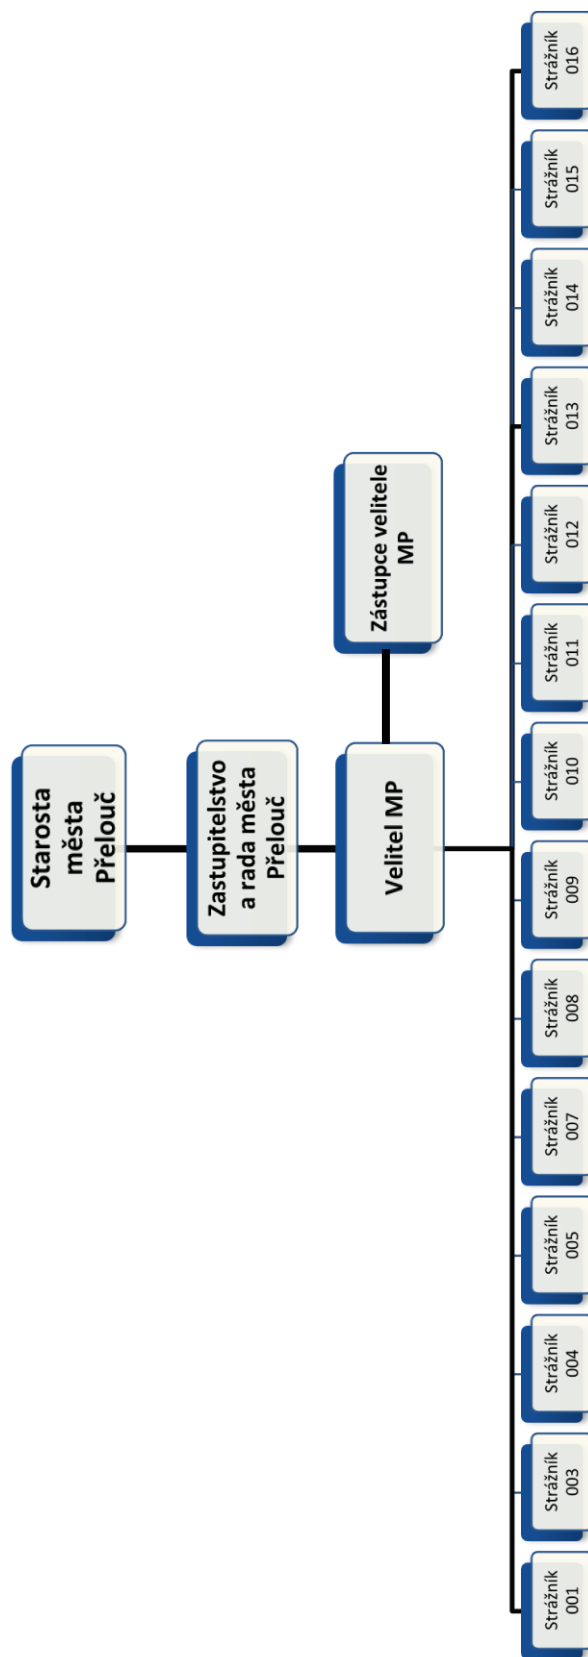 Starosta
města
Přelouč
Zastupitelstvo
a rada města
Přelouč
Velitel MP
Zástupce velitele
MP
Strážník
001
Strážník
003
Strážník
004
Strážník
005
Strážník
007
Strážník
008
Strážník
009
Strážník
010
Strážník
011
Strážník
012
Strážník
013
Strážník
014
Strážník
015
Strážník
016